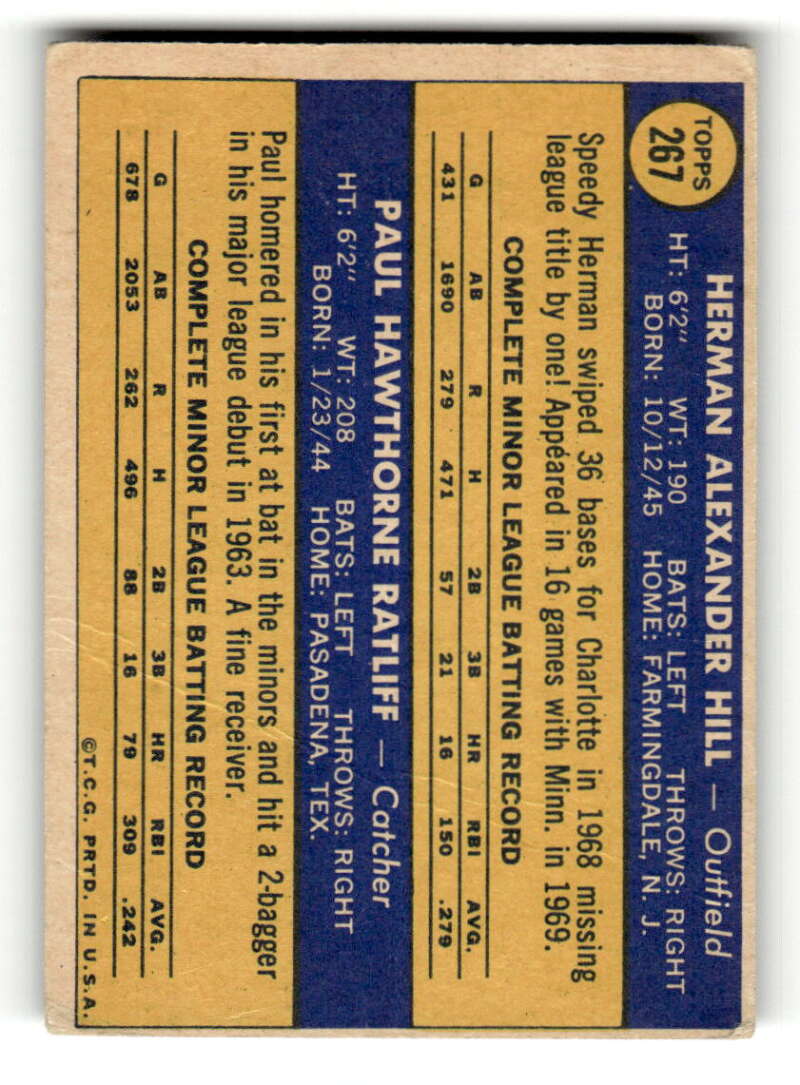 TOPPS
267
HERMAN ALEXANDER HILL — Outfield
HT: 6'2" WT: 190 BATS: LEFT THROWS: RIGHT
BORN: 10/12/45 HOME: FARMINGDALE, N. J.
Speedy Herman swiped 36 bases for Charlotte in 1968 missing
league title by one! Appeared in 16 games with Minn. in 1969.
COMPLETE MINOR LEAGUE BATTING RECORD
G AB R H 2B 3B HR RBI AVG.
431 1690 279 471 57 21 16 150 .279
PAUL HAWTHORNE RATLIFF — Catcher
HT: 6'2" WT: 208 BATS: LEFT THROWS: RIGHT
BORN: 1/23/44 HOME: PASADENA, TEX.
Paul homered in his first at bat in the minors and hit a 2-bagger
in his major league debut in 1963. A fine receiver.
COMPLETE MINOR LEAGUE BATTING RECORD
G AB R H 2B 3B HR RBI AVG.
678 2053 262 496 88 16 79 309 .242
©T.C.G. PRTD. IN U.S.A.